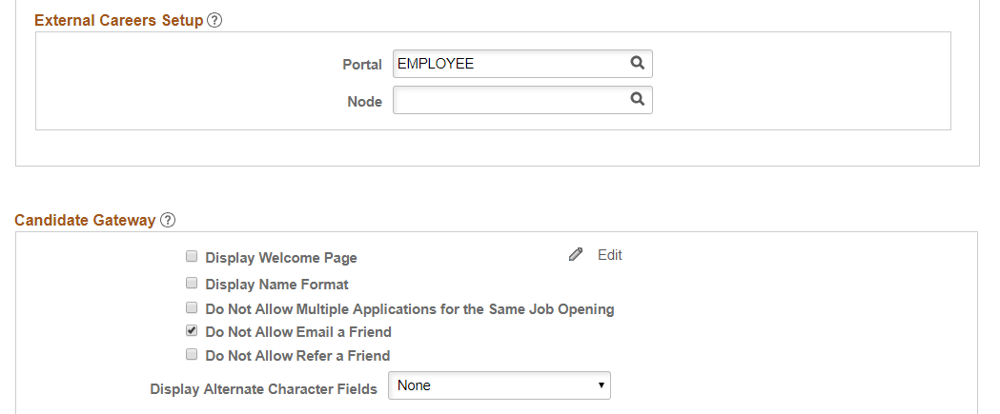 External Careers Setup ?
Portal EMPLOYEE
Node
Candidate Gateway ?
Display Welcome Page Edit
Display Name Format
Do Not Allow Multiple Applications for the Same Job Opening
Do Not Allow Email a Friend
Do Not Allow Refer a Friend
Display Alternate Character Fields None